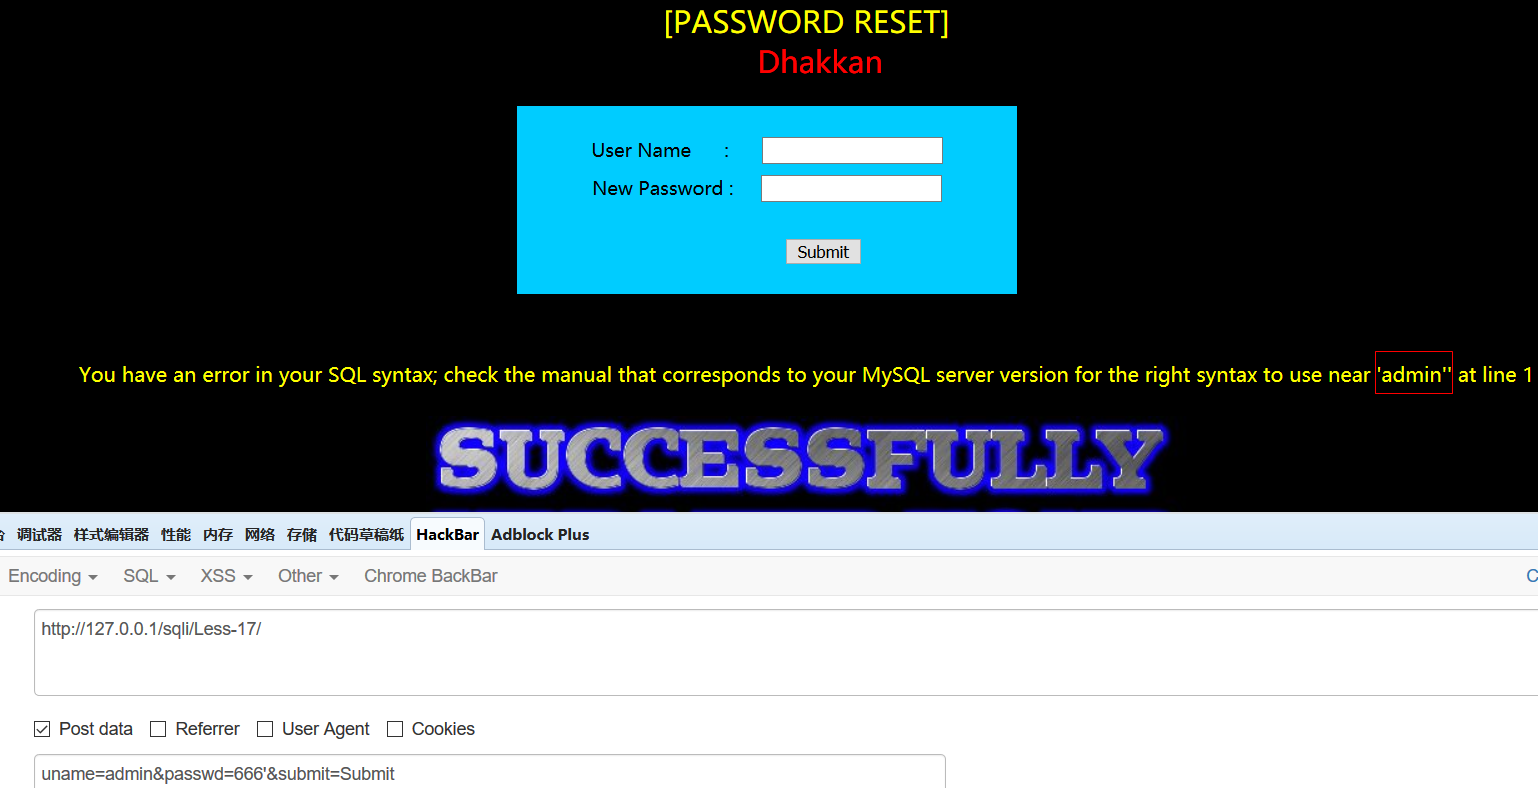 [PASSWORD RESET]
Dhakkan
User Name :
New Password :
Submit
You have an error in your SQL syntax; check the manual that corresponds to your MySQL server version for the right syntax to use near 'admin'' at line 1
SUCCESSFULLY
调试器 样式编辑器 性能 内存 网络 存储 代码草稿纸 HackBar Adblock Plus
Encoding SQL XSS Other Chrome BackBar C
http://127.0.0.1/sqli/Less-17/
Post data Referrer User Agent Cookies
uname=admin&passwd=666'&submit=Submit